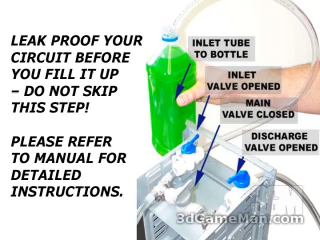 LEAK PROOF YOUR
CIRCUIT BEFORE
YOU FILL IT UP
– DO NOT SKIP
THIS STEP!
PLEASE REFER
TO MANUAL FOR
DETAILED
INSTRUCTIONS.
INLET TUBE
TO BOTTLE
INLET
VALVE OPENED
MAIN
VALVE CLOSED
DISCHARGE
VALVE OPENED
3dGameMan.com